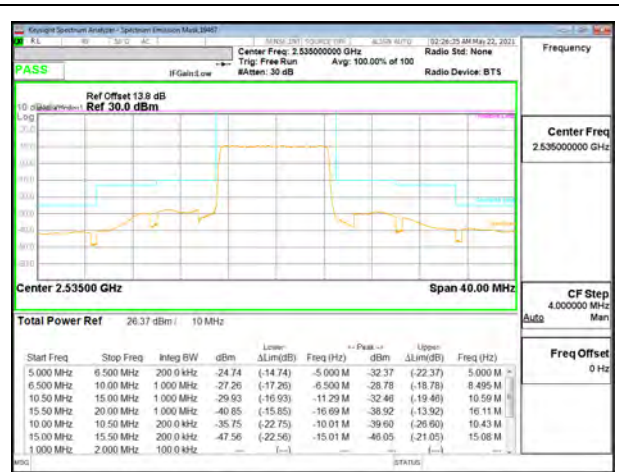 Keysight Spectrum Analyzer - Spectrum Emission Mask
RL RF 50 Ω AC SENSE:INT SOURCE OFF ALIGN AUTO 02:26:35 AM May 22, 2021
Center Freq: 2.535000000 GHz Radio Std: None
Trig: Free Run Avg: 100.00% of 100
PASS IFGain:Low #Atten: 30 dB Radio Device: BTS
Frequency
Ref Offset 13.8 dB
Ref 30.0 dBm
Log
Center Freq
2.535000000 GHz
Center 2.53500 GHz Span 40.00 MHz
CF Step
4.000000 MHz
Auto Man
Total Power Ref 26.37 dBm / 10 MHz
Freq Offset
0 Hz
Lower <-- Peak --> Upper
Start Freq Stop Freq Integ BW dBm ΔLim(dB) Freq (Hz) dBm ΔLim(dB) Freq (Hz)
5.000 MHz 6.500 MHz 200.0 kHz -24.74 (-14.74) -5.000 M -32.37 (-22.37) 5.000 M
6.500 MHz 10.00 MHz 1.000 MHz -27.26 (-17.26) -6.500 M -28.78 (-18.78) 8.495 M
10.50 MHz 15.00 MHz 1.000 MHz -29.93 (-16.93) -11.29 M -32.46 (-19.46) 10.59 M
15.50 MHz 20.00 MHz 1.000 MHz -40.85 (-15.85) -16.69 M -38.92 (-13.92) 16.11 M
10.00 MHz 10.50 MHz 200.0 kHz -35.75 (-22.75) -10.01 M -39.60 (-26.60) 10.43 M
15.00 MHz 15.50 MHz 200.0 kHz -47.56 (-22.56) -15.01 M -46.05 (-21.05) 15.08 M
1.000 MHz 2.000 MHz 100.0 kHz --- (---) --- --- (---) ---
MSG STATUS